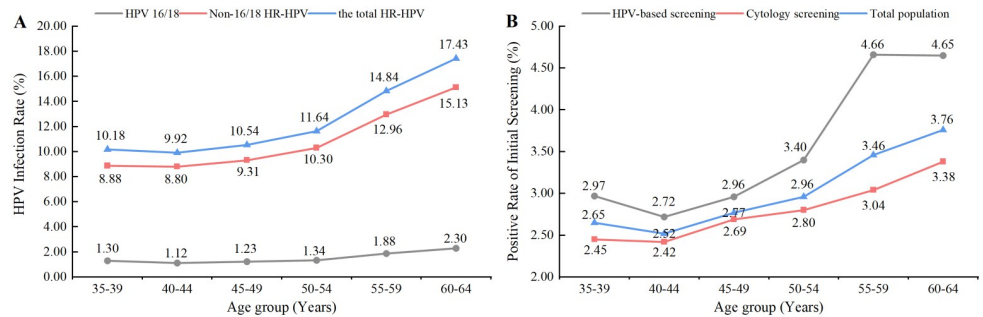 A
HPV 16/18 Non-16/18 HR-HPV the total HR-HPV
HPV Infection Rate (%)
20.00
18.00
16.00
14.00
12.00
10.00
8.00
6.00
4.00
2.00
0.00
10.18 9.92 10.54 11.64 14.84 17.43
8.88 8.80 9.31 10.30 12.96 15.13
1.30 1.12 1.23 1.34 1.88 2.30
35-39 40-44 45-49 50-54 55-59 60-64
Age group (Years)
B
HPV-based screening Cytology screening Total population
Positive Rate of Initial Screening (%)
5.00
4.50
4.00
3.50
3.00
2.50
2.00
2.97 2.72 2.96 3.40 4.66 4.65
2.65 2.52 2.77 2.96 3.46 3.76
2.45 2.42 2.69 2.80 3.04 3.38
35-39 40-44 45-49 50-54 55-59 60-64
Age group (Years)